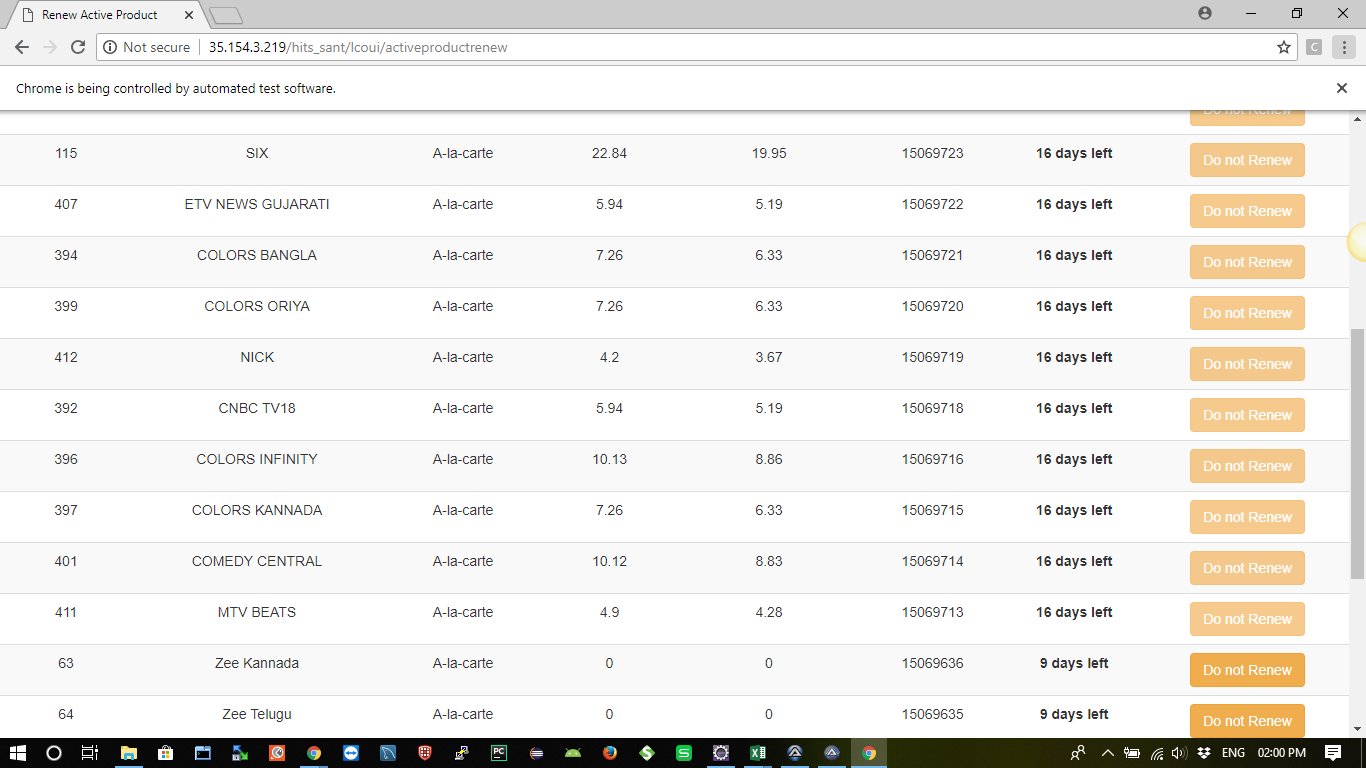 Renew Active Product
Not secure 35.154.3.219/hits_sant/lcoui/activeproductrenew
C
Chrome is being controlled by automated test software.
Do not Renew
115 SIX A-la-carte 22.84 19.95 15069723 16 days left Do not Renew
407 ETV NEWS GUJARATI A-la-carte 5.94 5.19 15069722 16 days left Do not Renew
394 COLORS BANGLA A-la-carte 7.26 6.33 15069721 16 days left Do not Renew
399 COLORS ORIYA A-la-carte 7.26 6.33 15069720 16 days left Do not Renew
412 NICK A-la-carte 4.2 3.67 15069719 16 days left Do not Renew
392 CNBC TV18 A-la-carte 5.94 5.19 15069718 16 days left Do not Renew
396 COLORS INFINITY A-la-carte 10.13 8.86 15069716 16 days left Do not Renew
397 COLORS KANNADA A-la-carte 7.26 6.33 15069715 16 days left Do not Renew
401 COMEDY CENTRAL A-la-carte 10.12 8.83 15069714 16 days left Do not Renew
411 MTV BEATS A-la-carte 4.9 4.28 15069713 16 days left Do not Renew
63 Zee Kannada A-la-carte 0 0 15069636 9 days left Do not Renew
64 Zee Telugu A-la-carte 0 0 15069635 9 days left Do not Renew
PC
S
ENG 02:00 PM